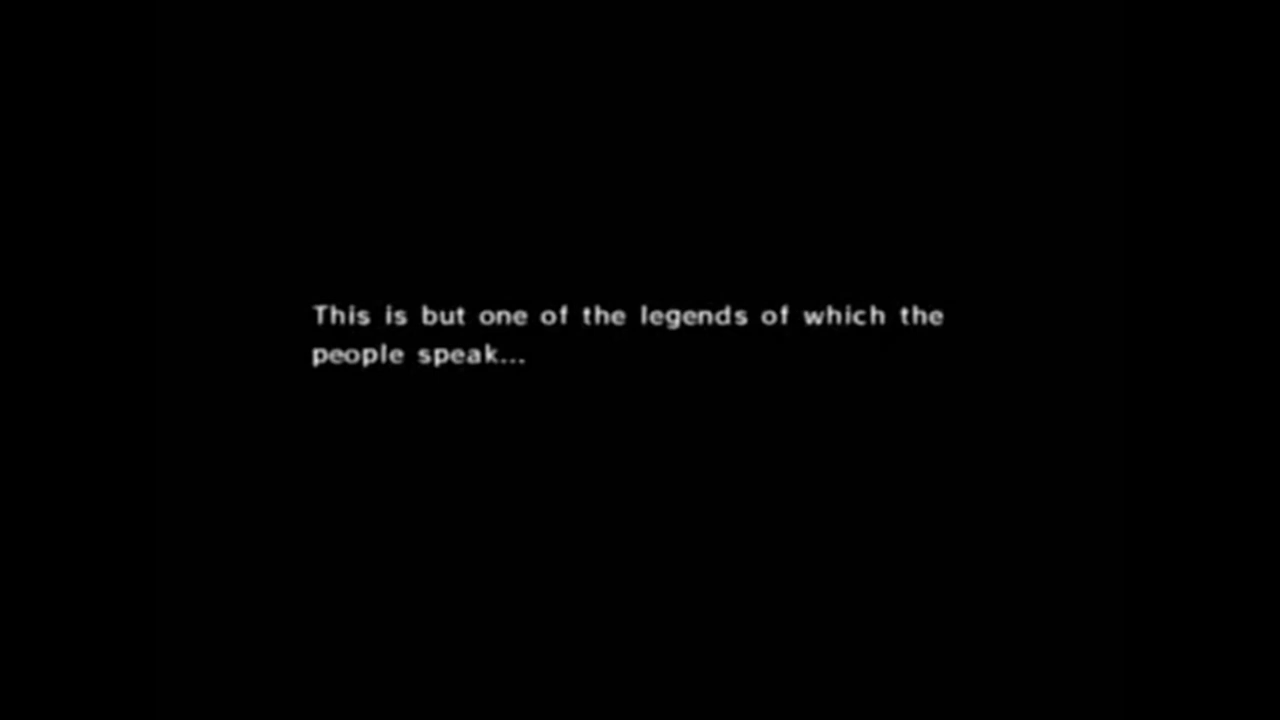 This is but one of the legends of which the
people speak...